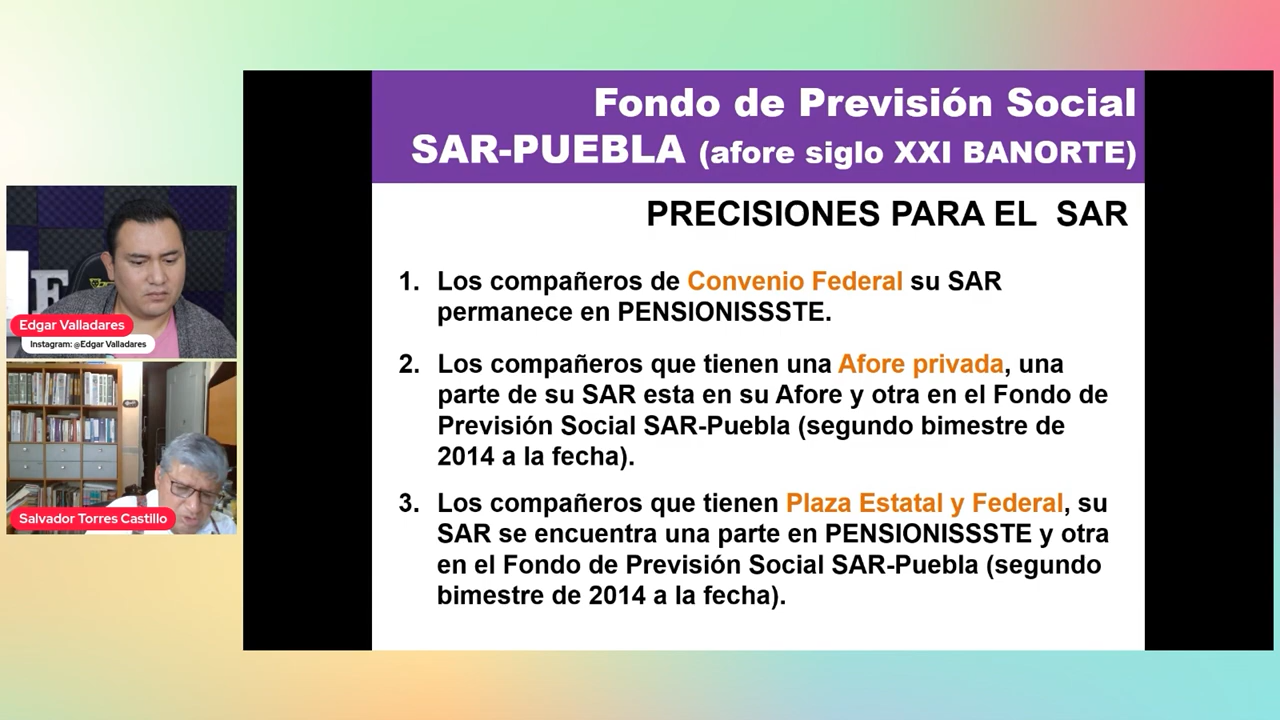 Fondo de Previsión Social
SAR-PUEBLA (afore siglo XXI BANORTE)
PRECISIONES PARA EL SAR
1. Los compañeros de Convenio Federal su SAR
permanece en PENSIONISSSTE.
2. Los compañeros que tienen una Afore privada, una
parte de su SAR esta en su Afore y otra en el Fondo de
Previsión Social SAR-Puebla (segundo bimestre de
2014 a la fecha).
3. Los compañeros que tienen Plaza Estatal y Federal, su
SAR se encuentra una parte en PENSIONISSSTE y otra
en el Fondo de Previsión Social SAR-Puebla (segundo
bimestre de 2014 a la fecha).
E
Edgar Valladares
Instagram: @Edgar Valladares
Salvador Torres Castillo